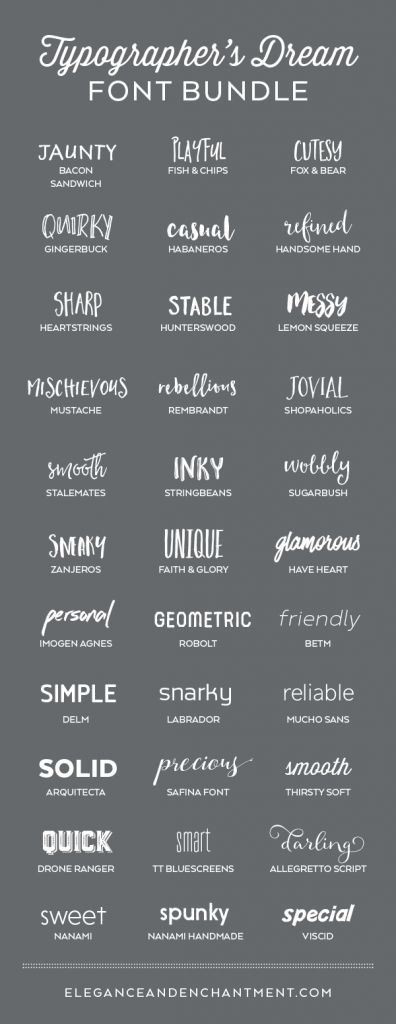 Typographer's Dream
FONT BUNDLE
JAUNTY
BACON
SANDWICH
PLAYFUL
FISH & CHIPS
CUTESY
FOX & BEAR
QUIRKY
GINGERBUCK
casual
HABANEROS
refined
HANDSOME HAND
SHARP
HEARTSTRINGS
STABLE
HUNTERSWOOD
MESSY
LEMON SQUEEZE
MISCHIEVOUS
MUSTACHE
rebellious
REMBRANDT
JOVIAL
SHOPAHOLICS
smooth
STALEMATES
INKY
STRINGBEANS
wobbly
SUGARBUSH
SNEAKY
ZANJEROS
UNIQUE
FAITH & GLORY
glamorous
HAVE HEART
personal
IMOGEN AGNES
GEOMETRIC
ROBOLT
friendly
BETM
SIMPLE
DELM
snarky
LABRADOR
reliable
MUCHO SANS
SOLID
ARQUITECTA
precious
SAFINA FONT
smooth
THIRSTY SOFT
QUICK
DRONE RANGER
smart
TT BLUESCREENS
darling
ALLEGRETTO SCRIPT
sweet
NANAMI
spunky
NANAMI HANDMADE
special
VISCID
ELEGANCEANDENCHANTMENT.COM